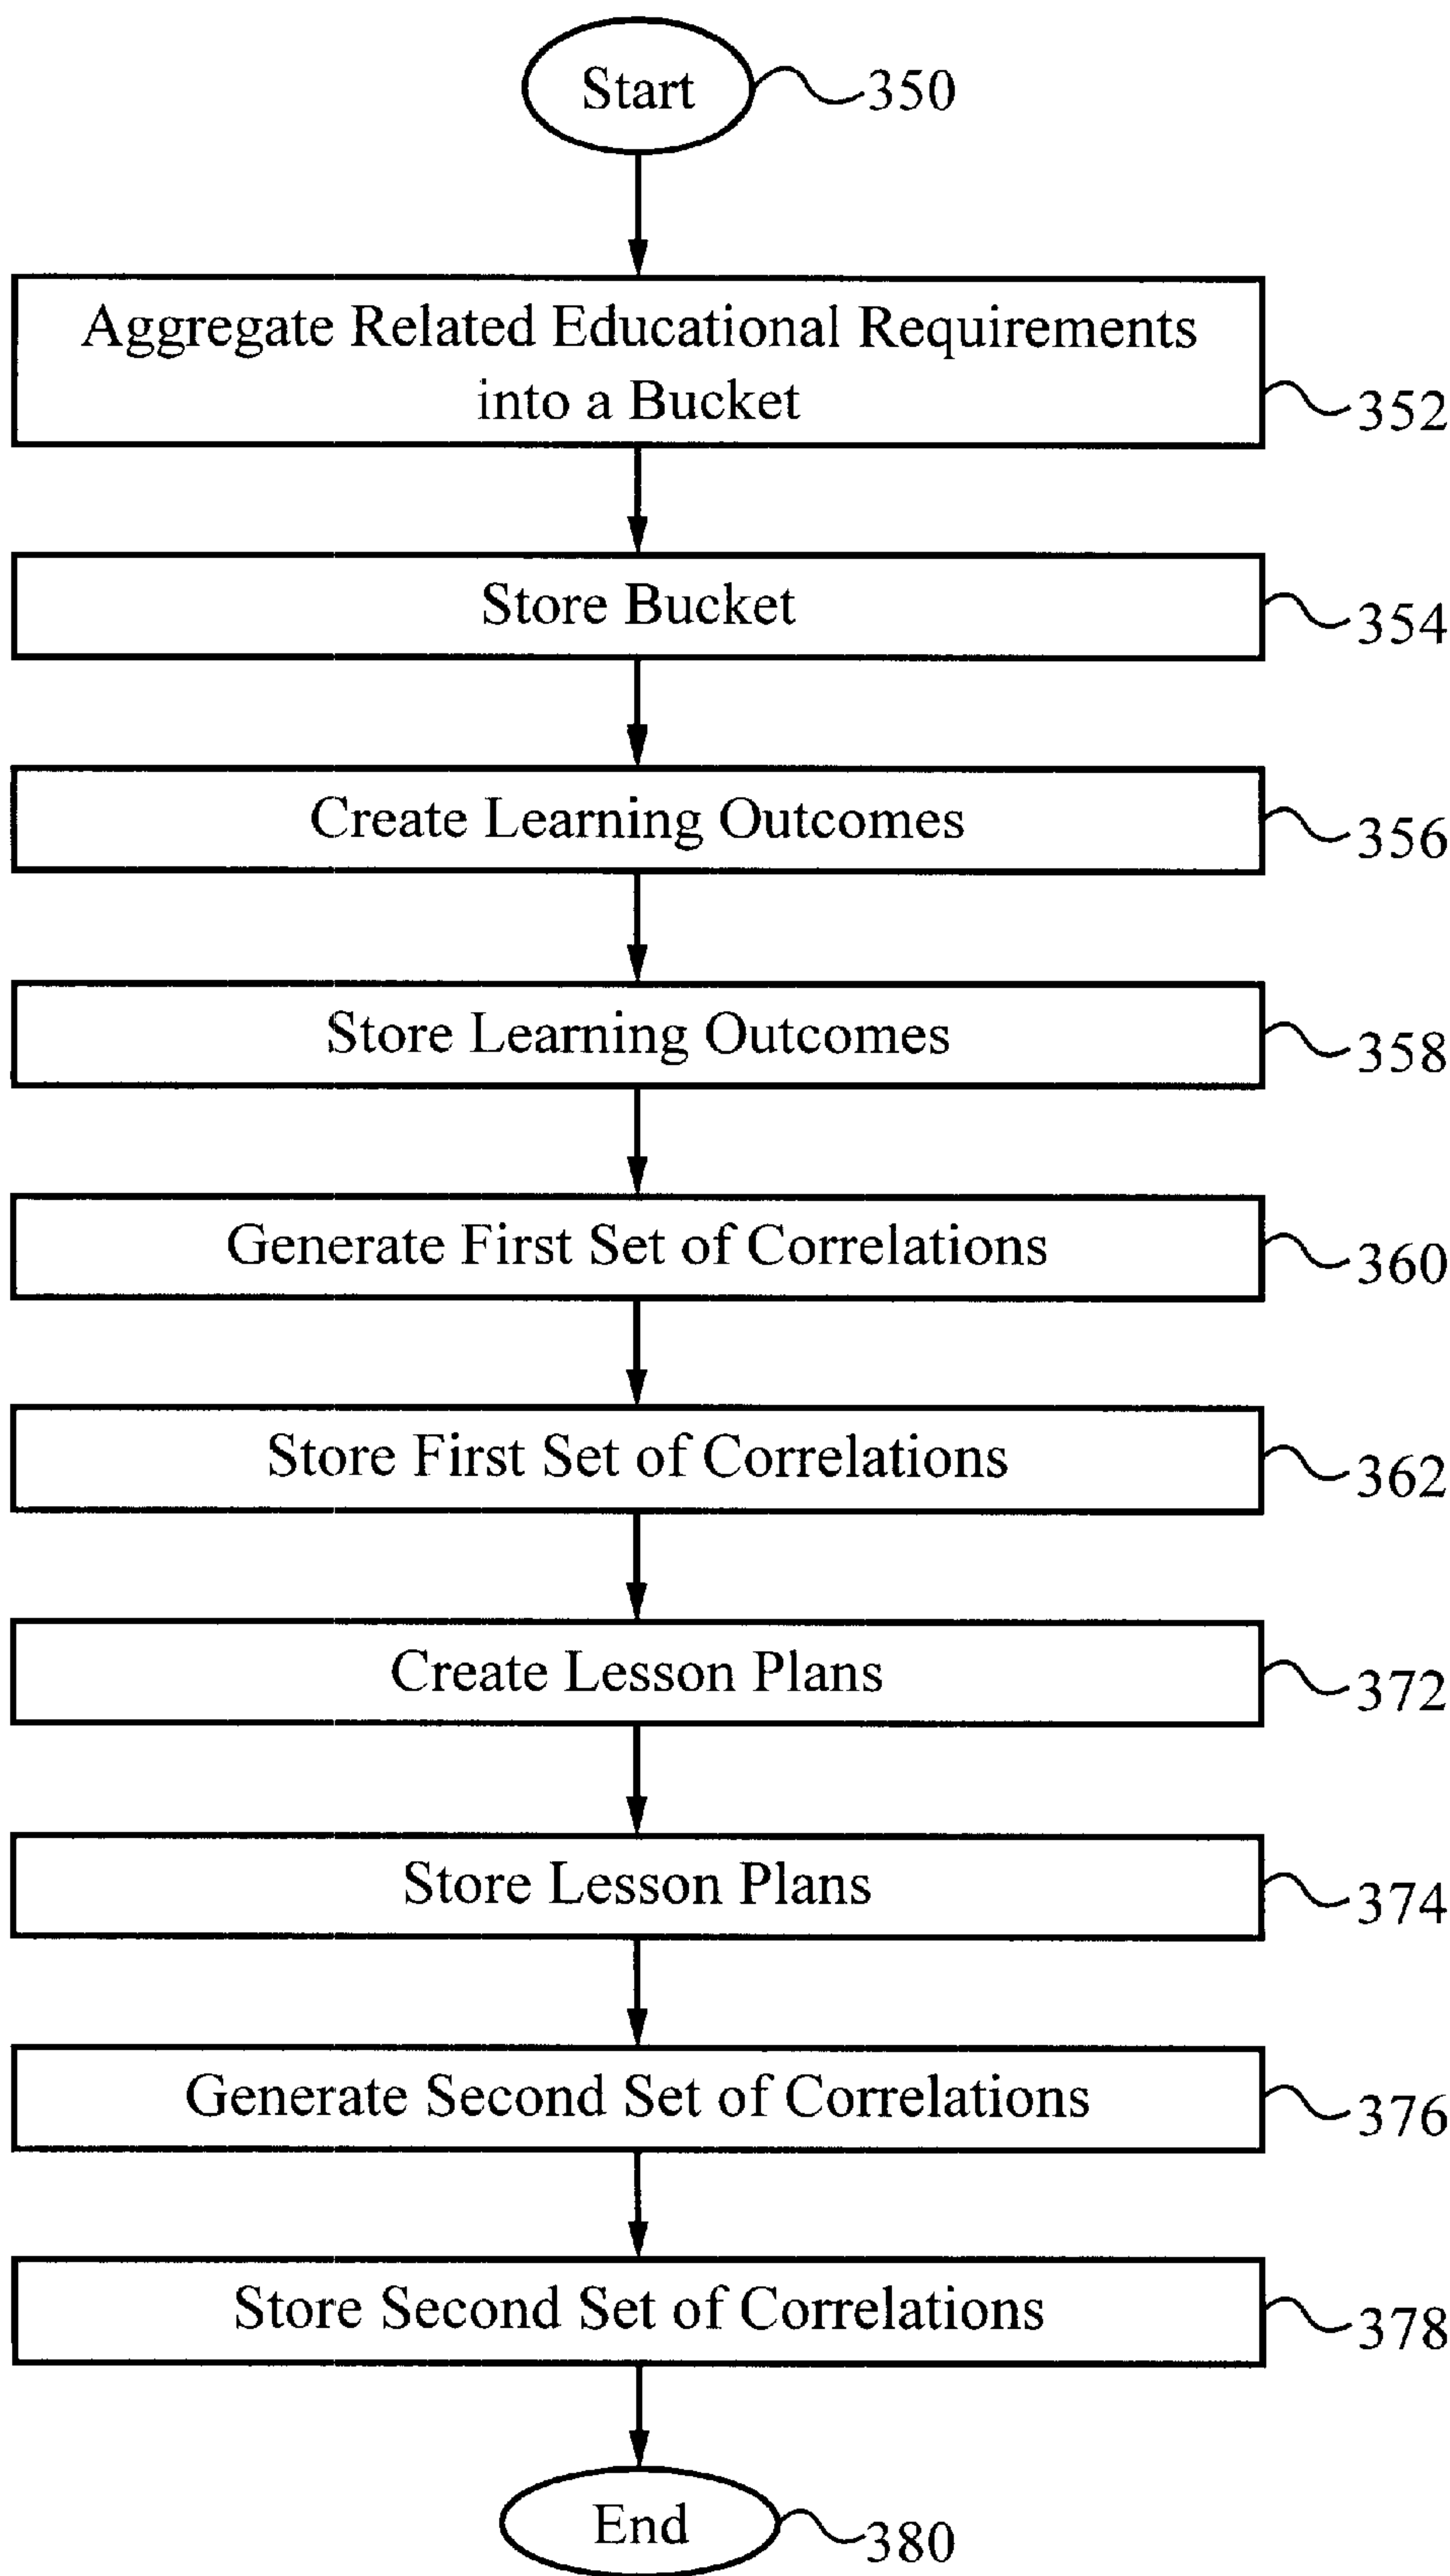 Start
350
Aggregate Related Educational Requirements
into a Bucket
352
Store Bucket
354
Create Learning Outcomes
356
Store Learning Outcomes
358
Generate First Set of Correlations
360
Store First Set of Correlations
362
Create Lesson Plans
372
Store Lesson Plans
374
Generate Second Set of Correlations
376
Store Second Set of Correlations
378
End
380